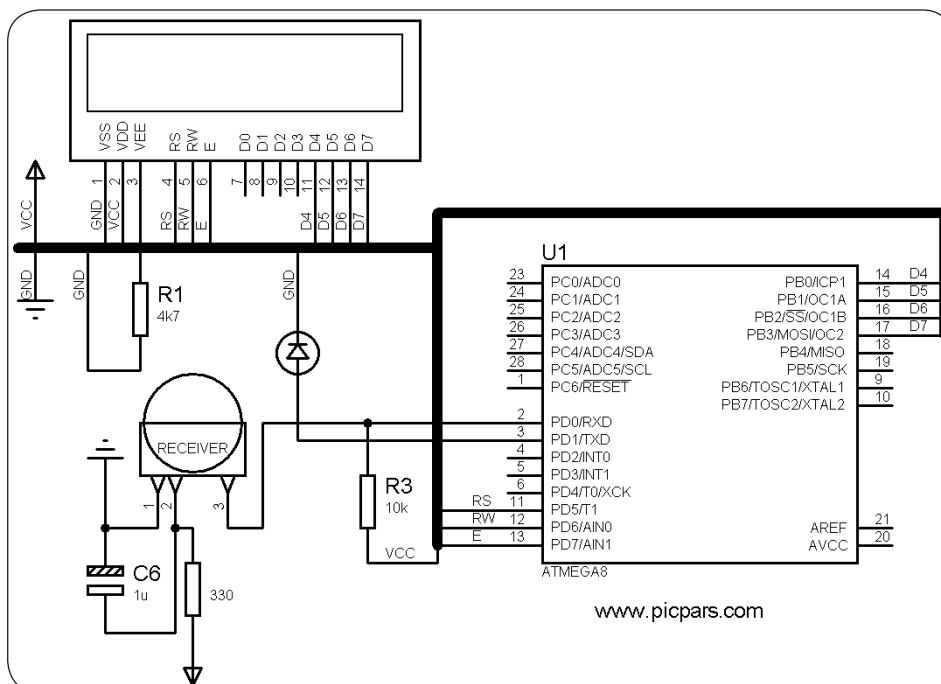 VSS
VDD
VEE
RS
RW
E
D0
D1
D2
D3
D4
D5
D6
D7
1
2
3
4
5
6
7
8
9
10
11
12
13
14
VCC
GND
VCC
RS
RW
E
D4
D5
D6
D7
GND
GND
GND
R1
4k7
U1
23 PC0/ADC0
24 PC1/ADC1
25 PC2/ADC2
26 PC3/ADC3
27 PC4/ADC4/SDA
28 PC5/ADC5/SCL
1 PC6/RESET
2 PD0/RXD
3 PD1/TXD
4 PD2/INT0
5 PD3/INT1
6 PD4/T0/XCK
RS 11 PD5/T1
RW 12 PD6/AIN0
E 13 PD7/AIN1
PB0/ICP1 14 D4
PB1/OC1A 15 D5
PB2/SS/OC1B 16 D6
PB3/MOSI/OC2 17 D7
PB4/MISO 18
PB5/SCK 19
PB6/TOSC1/XTAL1 9
PB7/TOSC2/XTAL2 10
AREF 21
AVCC 20
ATMEGA8
RECEIVER
1
2
3
R3
10k
VCC
C6
1u
330
www.picpars.com